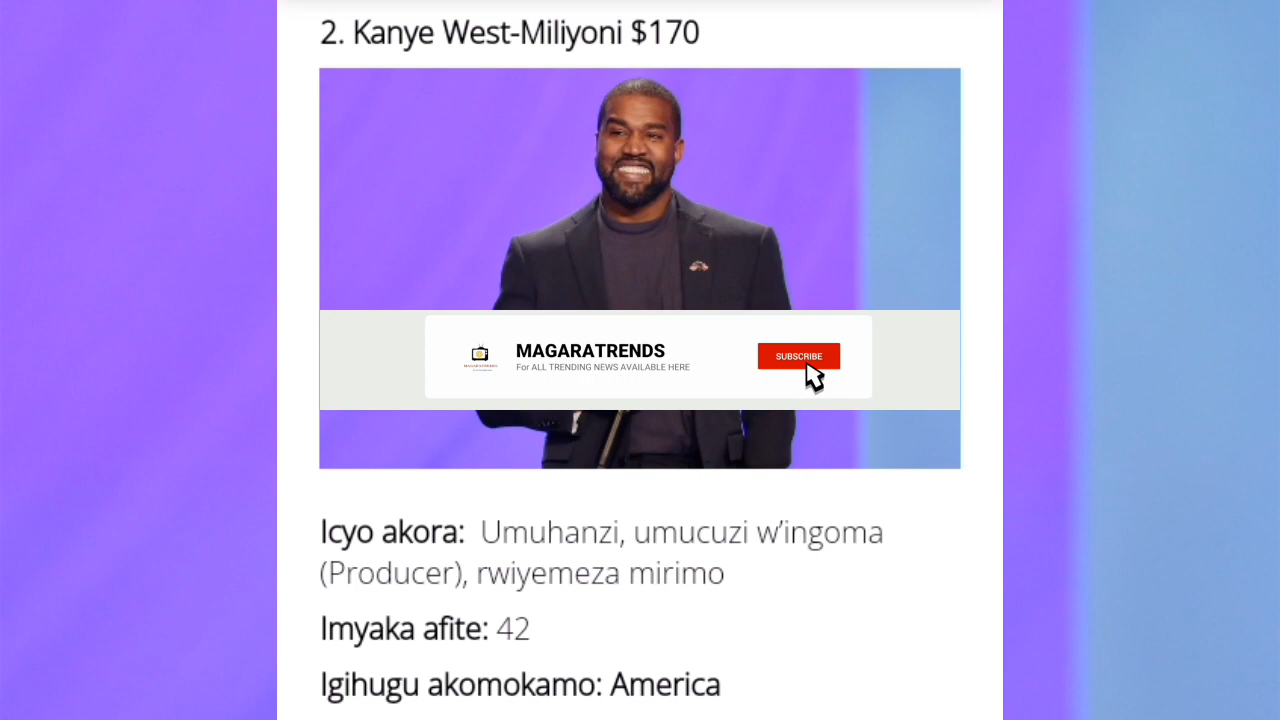 2. Kanye West-Miliyoni $170
MAGARATRENDS
For ALL TRENDING NEWS AVAILABLE HERE
SUBSCRIBE
MAGARATRENDS
Icyo akora: Umuhanzi, umucuzi w’ingoma
(Producer), rwiyemeza mirimo
Imyaka afite: 42
Igihugu akomokamo: America